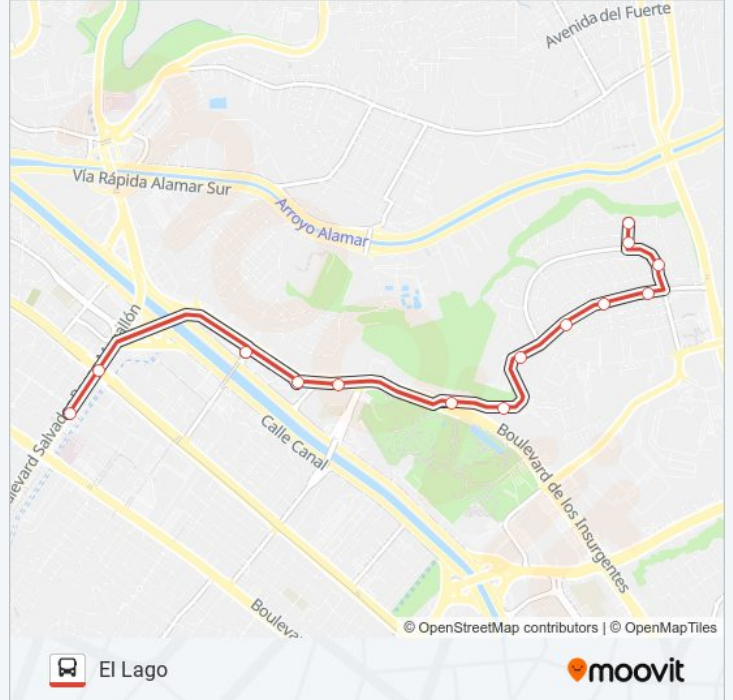 Avenida del Fuerte
Vía Rápida Alamar Sur
Arroyo Alamar
Calle Canal
Boulevard de los Insurgentes
© OpenStreetMap contributors | © OpenMapTiles
El Lago
moovit